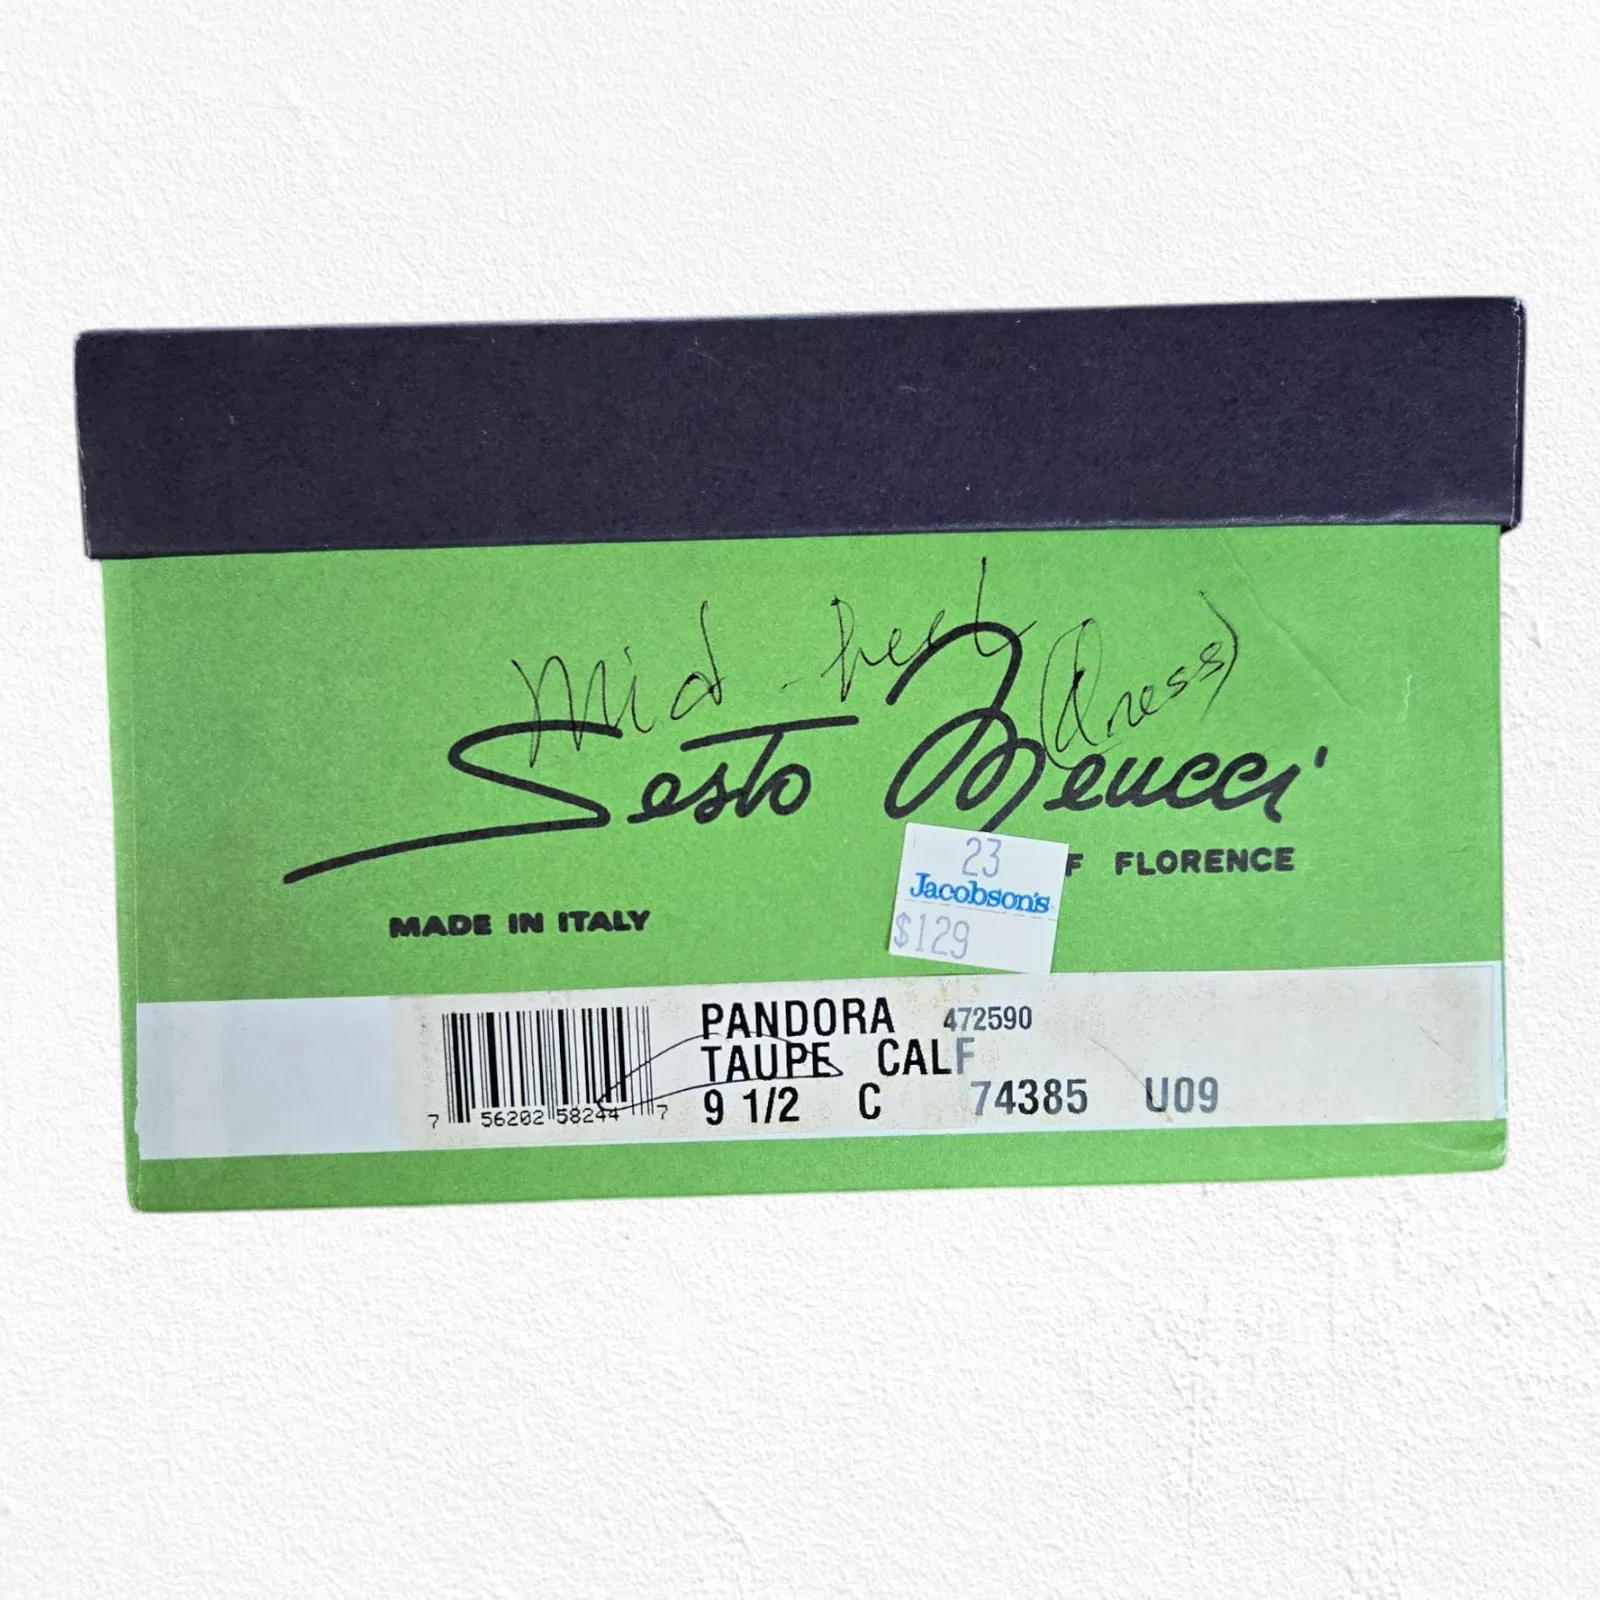 Mid - heel (dress)
Sesto Meucci
F FLORENCE
MADE IN ITALY
23
Jacobson's
$129
PANDORA 472590
TAUPE CALF
9 1/2 C 74385 U09
7 56202 58244 7